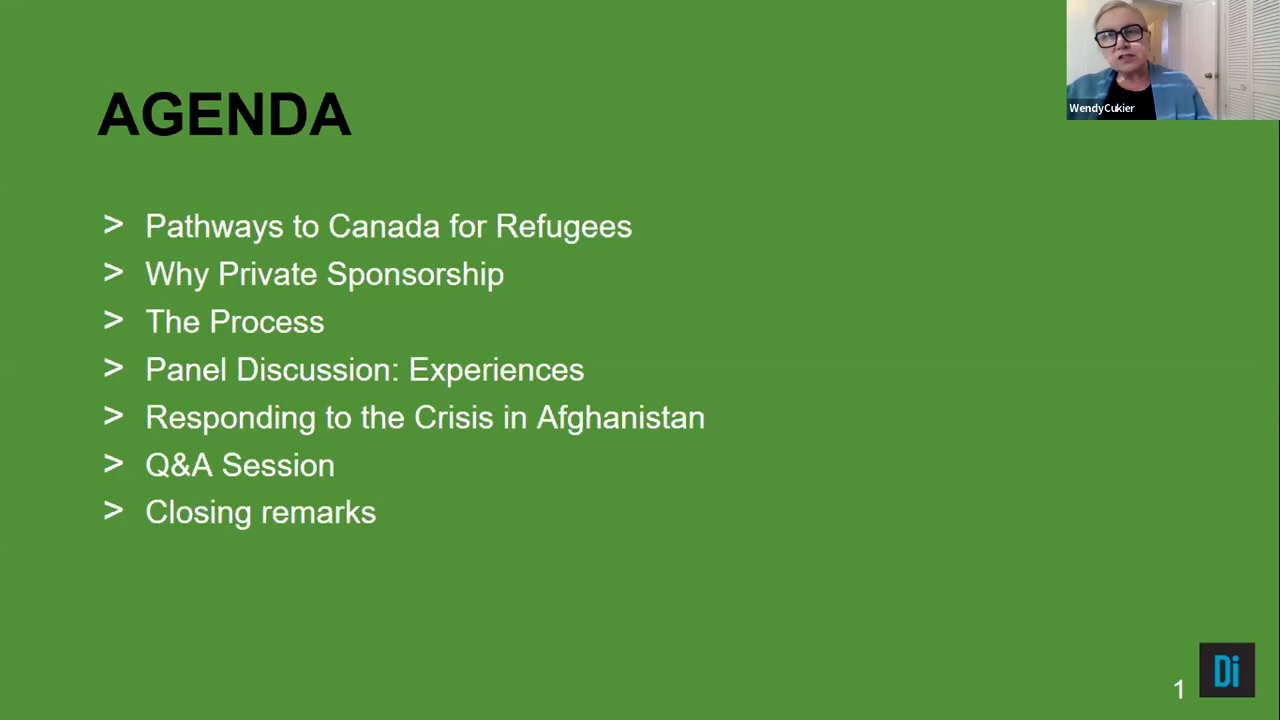 WendyCukier
AGENDA
> Pathways to Canada for Refugees
> Why Private Sponsorship
> The Process
> Panel Discussion: Experiences
> Responding to the Crisis in Afghanistan
> Q&A Session
> Closing remarks
1
Di